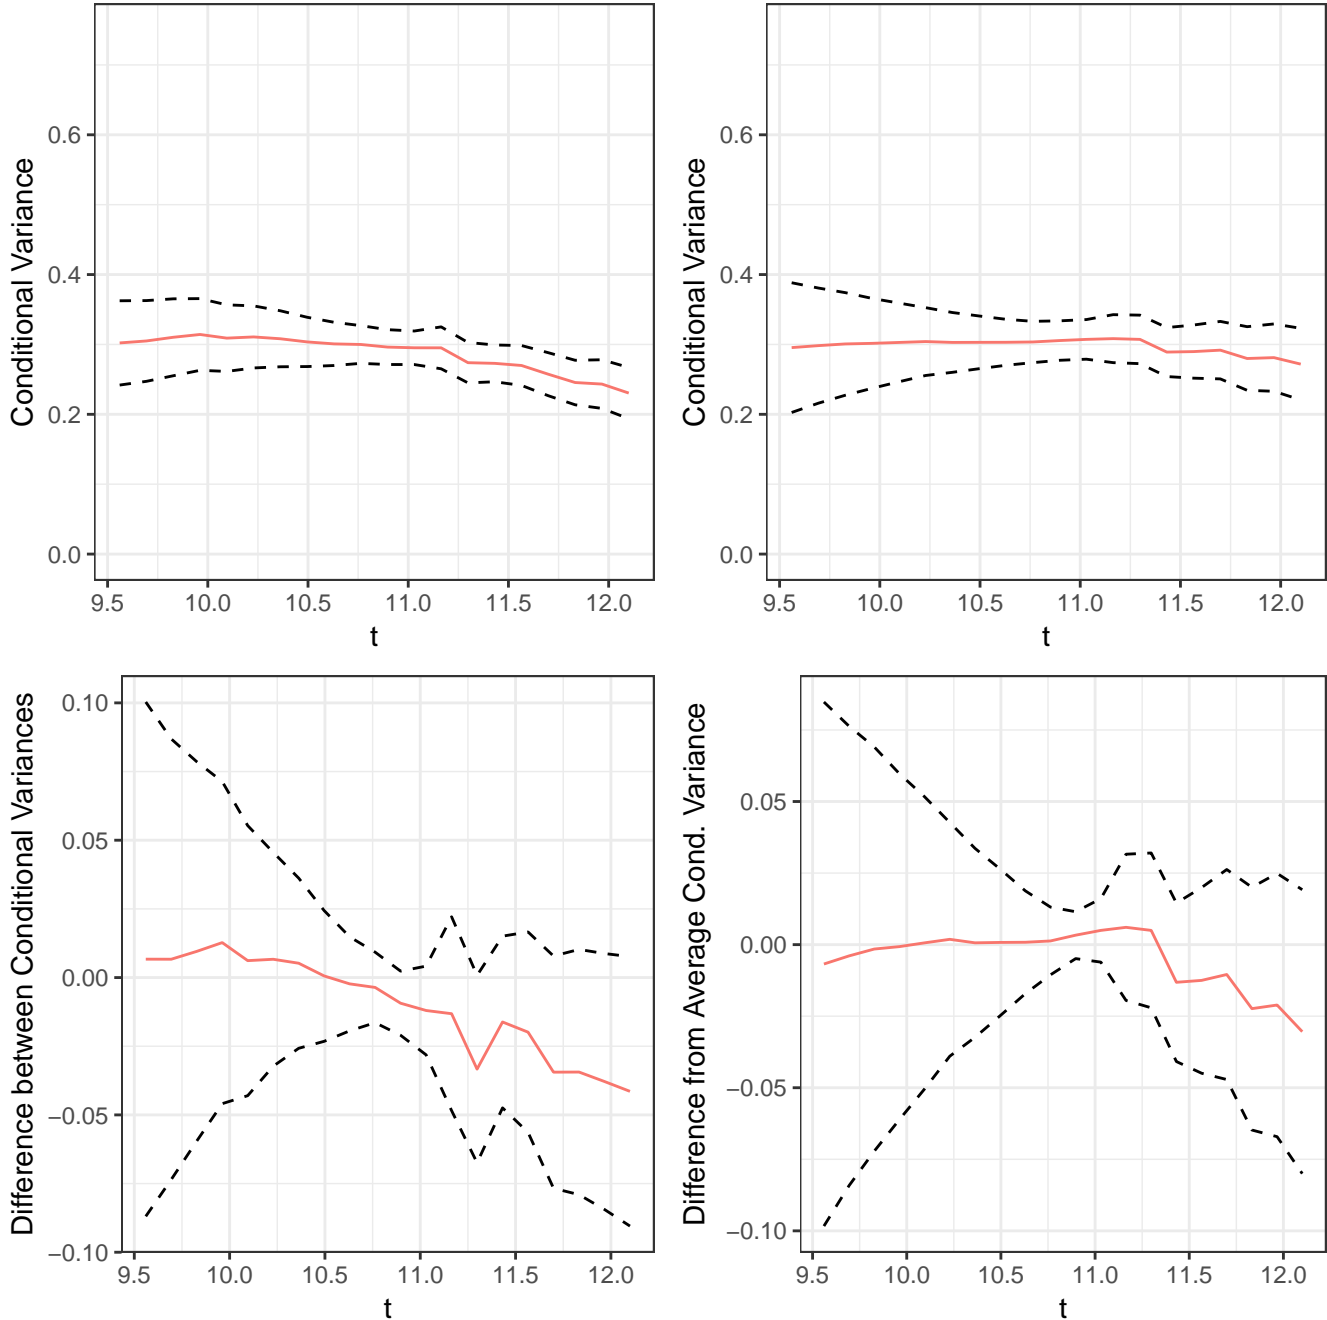 Conditional Variance
0.6
0.4
0.2
0.0
9.5 10.0 10.5 11.0 11.5 12.0
t
Conditional Variance
0.6
0.4
0.2
0.0
9.5 10.0 10.5 11.0 11.5 12.0
t
Difference between Conditional Variances
0.10
0.05
0.00
−0.05
−0.10
9.5 10.0 10.5 11.0 11.5 12.0
t
Difference from Average Cond. Variance
0.05
0.00
−0.05
−0.10
9.5 10.0 10.5 11.0 11.5 12.0
t